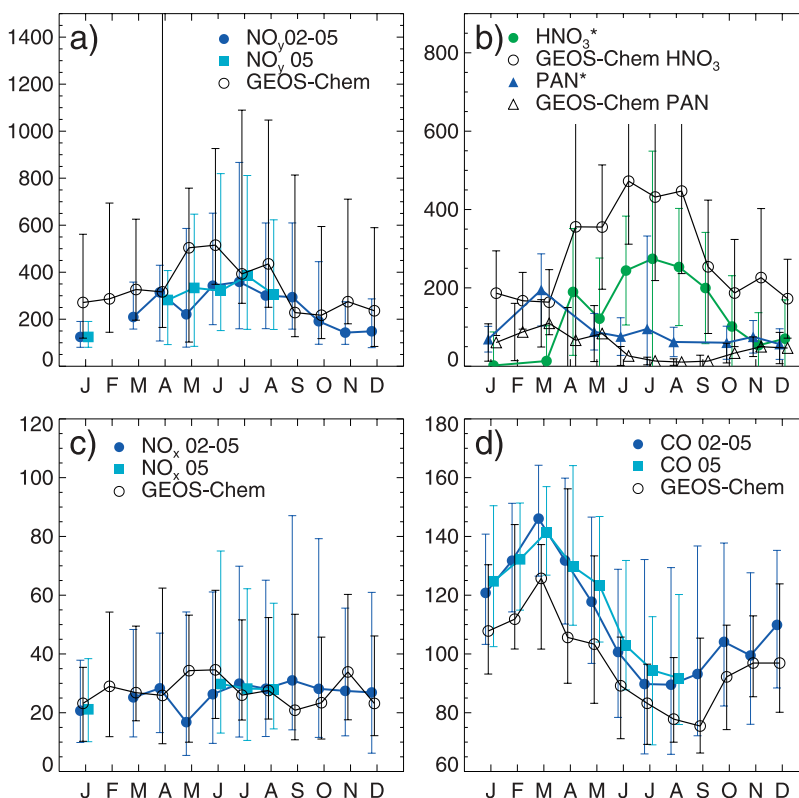 a)
NOy 02-05
NOy 05
GEOS-Chem
1400
1200
1000
800
600
400
200
0
J F M A M J J A S O N D
b)
HNO3*
GEOS-Chem HNO3
PAN*
GEOS-Chem PAN
800
600
400
200
0
J F M A M J J A S O N D
c)
NOx 02-05
NOx 05
GEOS-Chem
120
100
80
60
40
20
0
J F M A M J J A S O N D
d)
CO 02-05
CO 05
GEOS-Chem
180
160
140
120
100
80
60
J F M A M J J A S O N D